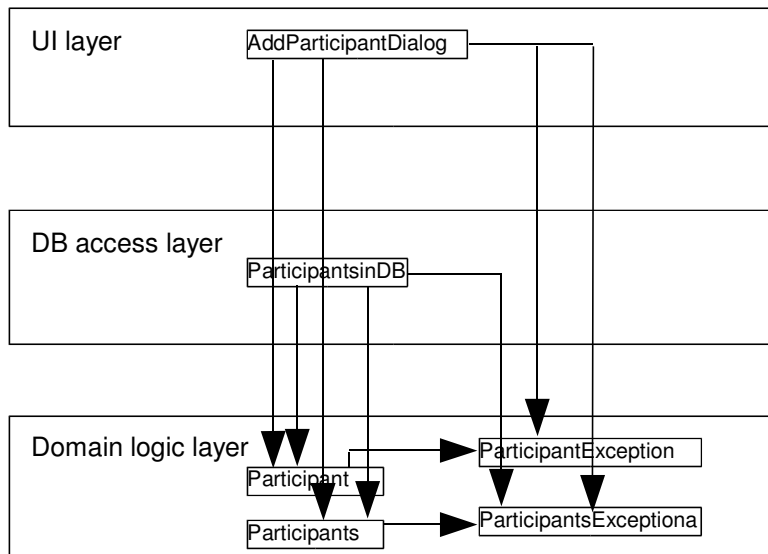 UI layer
AddParticipantDialog
DB access layer
ParticipantsinDB
Domain logic layer
ParticipantException
Participant
ParticipantsExceptiona
Participants